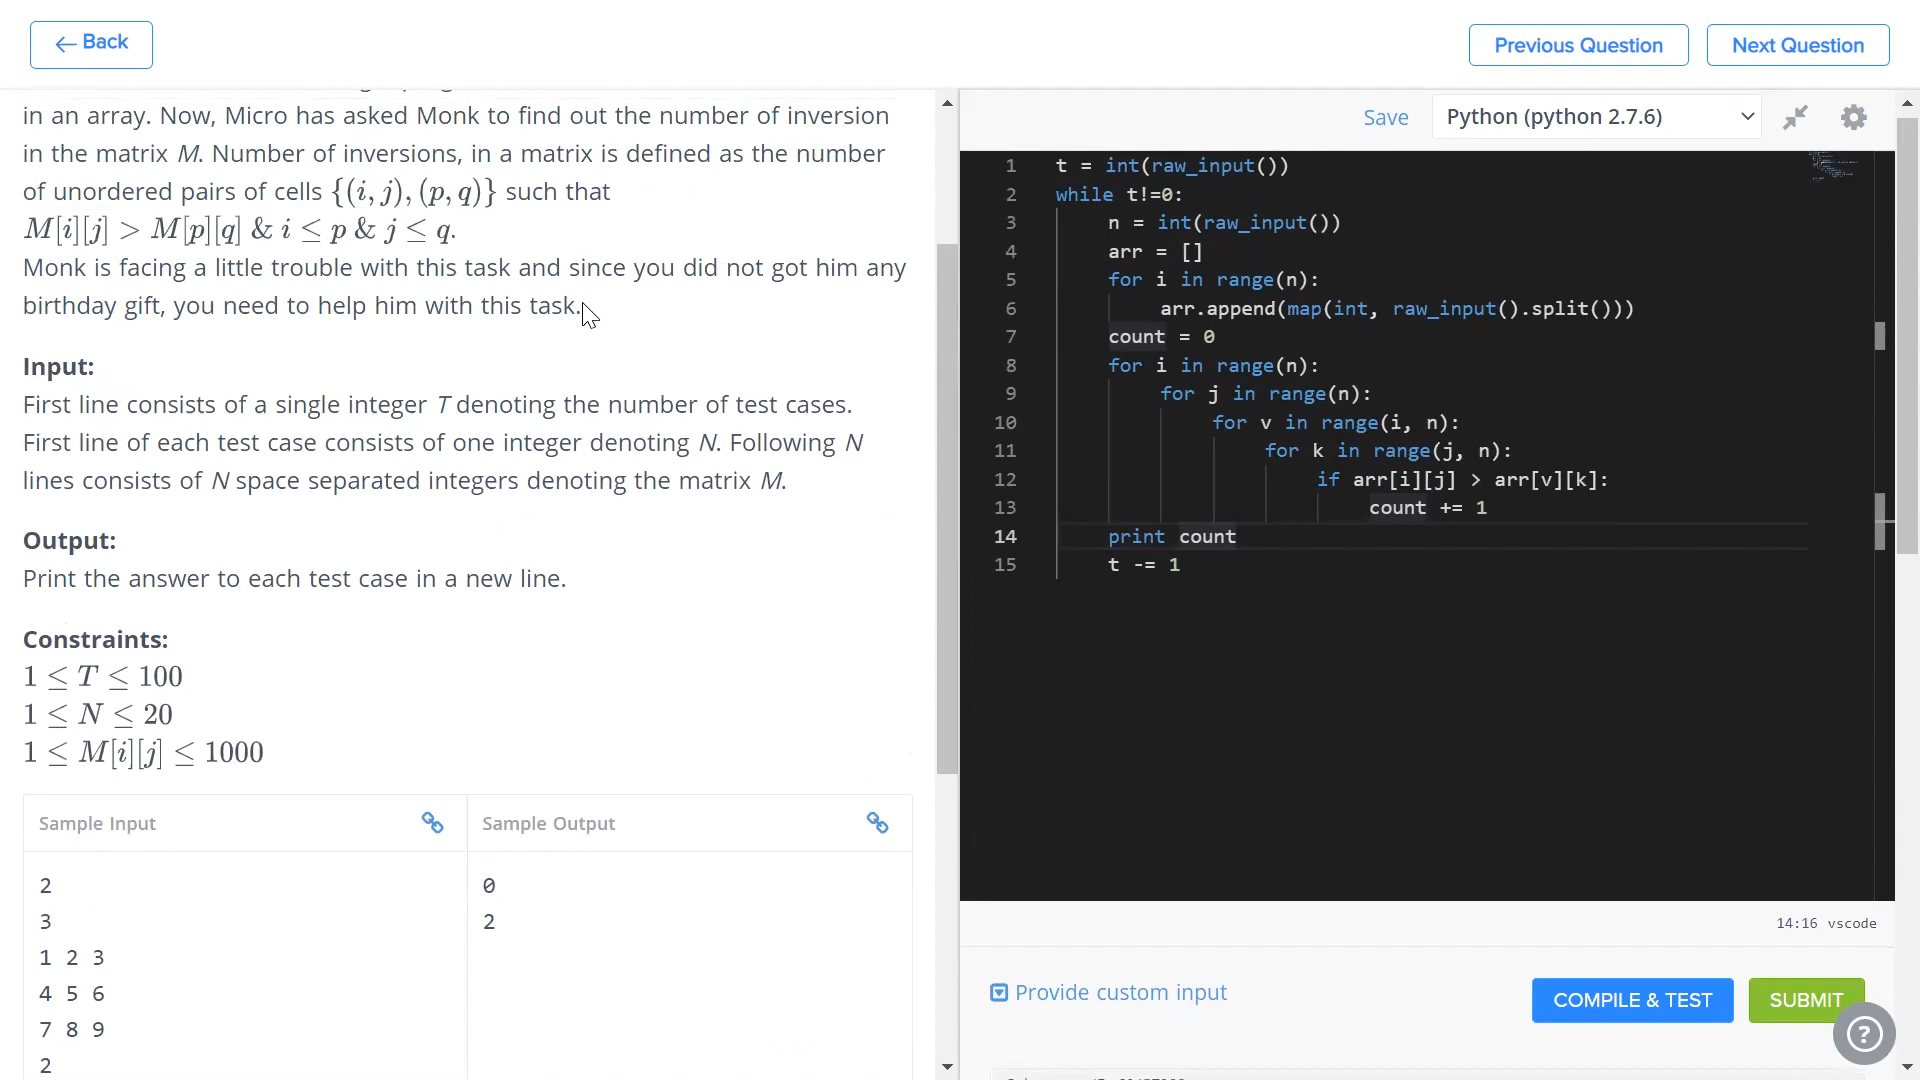 Back
Previous Question
Next Question
in an array. Now, Micro has asked Monk to find out the number of inversion
in the matrix M. Number of inversions, in a matrix is defined as the number
of unordered pairs of cells {(i, j), (p, q)} such that
M[i][j] > M[p][q] & i ≤ p & j ≤ q.
Monk is facing a little trouble with this task and since you did not got him any
birthday gift, you need to help him with this task.
Input:
First line consists of a single integer T denoting the number of test cases.
First line of each test case consists of one integer denoting N. Following N
lines consists of N space separated integers denoting the matrix M.
Output:
Print the answer to each test case in a new line.
Constraints:
1 ≤ T ≤ 100
1 ≤ N ≤ 20
1 ≤ M[i][j] ≤ 1000
Sample Input
2
3
1 2 3
4 5 6
7 8 9
2
Sample Output
0
2
Save
Python (python 2.7.6)
1 t = int(raw_input())
2 while t!=0:
3 n = int(raw_input())
4 arr = []
5 for i in range(n):
6 arr.append(map(int, raw_input().split()))
7 count = 0
8 for i in range(n):
9 for j in range(n):
10 for v in range(i, n):
11 for k in range(j, n):
12 if arr[i][j] > arr[v][k]:
13 count += 1
14 print count
15 t -= 1
14:16 vscode
Provide custom input
COMPILE & TEST
SUBMIT
?